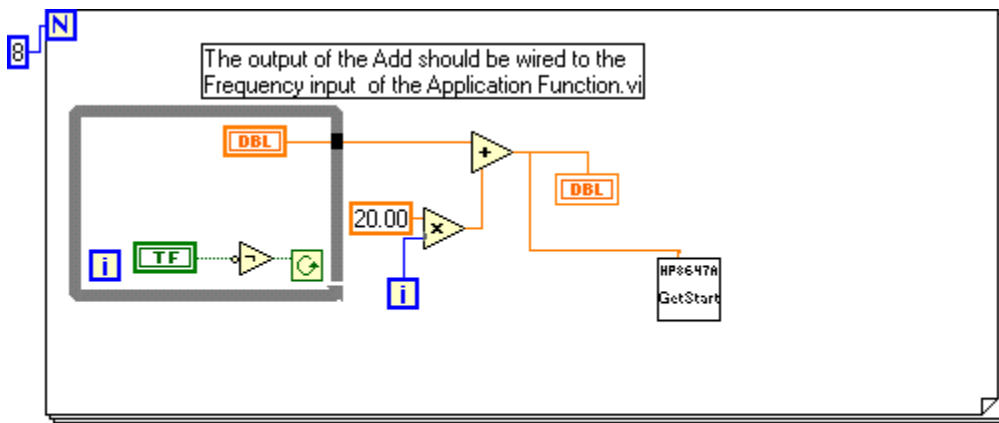 N
8
The output of the Add should be wired to the
Frequency input of the Application Function.vi
DBL
+
DBL
20.00
x
TF
i
i
HP8647A
GetStart